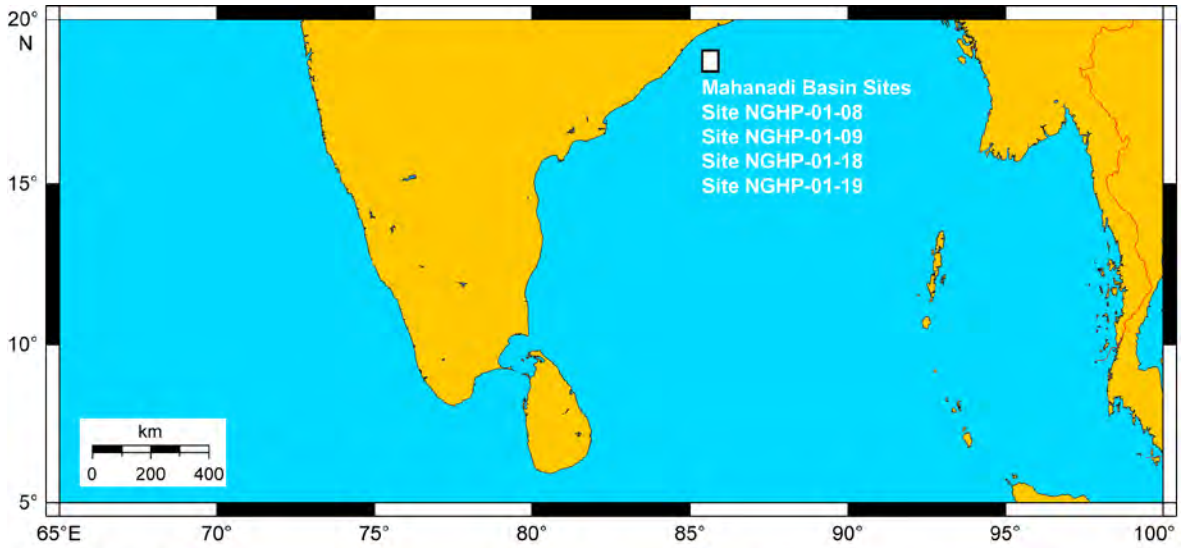 20°
N
Mahanadi Basin Sites
Site NGHP-01-08
Site NGHP-01-09
Site NGHP-01-18
Site NGHP-01-19
15°
10°
km
0 200 400
5°
65°E 70° 75° 80° 85° 90° 95° 100°